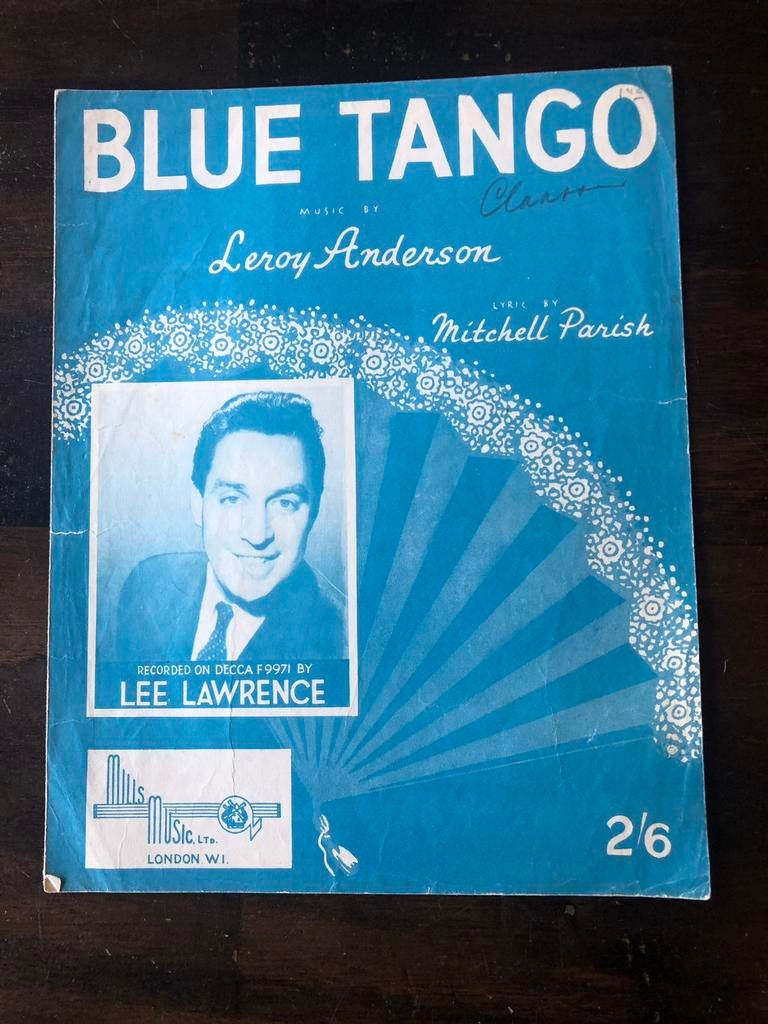 BLUE TANGO
MUSIC BY
Leroy Anderson
LYRIC BY
Mitchell Parish
RECORDED ON DECCA F9971 BY
LEE LAWRENCE
MILLS
MUSIC, LTD.
LONDON. W.1.
2/6